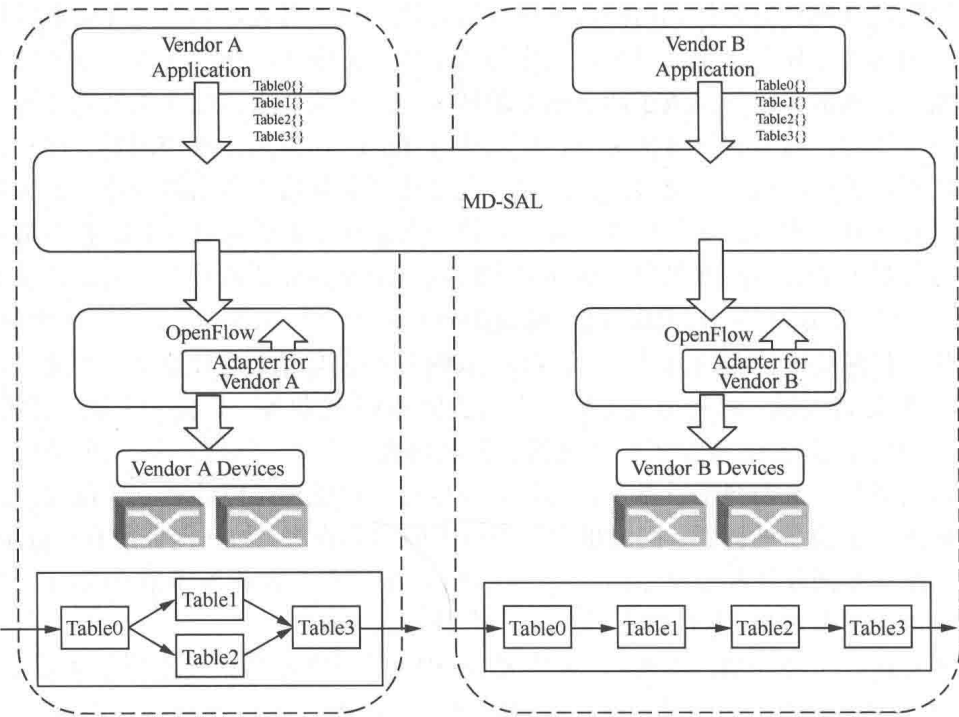 Vendor A
Application
Table0{}
Table1{}
Table2{}
Table3{}
Vendor B
Application
Table0{}
Table1{}
Table2{}
Table3{}
MD-SAL
OpenFlow
Adapter for
Vendor A
OpenFlow
Adapter for
Vendor B
Vendor A Devices
Vendor B Devices
Table0
Table1
Table2
Table3
Table0
Table1
Table2
Table3